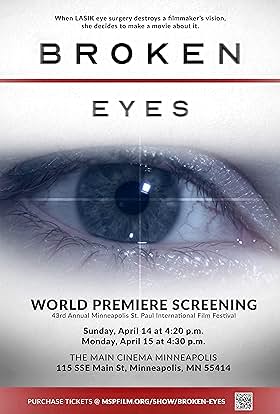 When LASIK eye surgery destroys a filmmaker's vision,
she decides to make a movie about it.
BROKEN
EYES
WORLD PREMIERE SCREENING
43rd Annual Minneapolis St. Paul International Film Festival
Sunday, April 14 at 4:20 p.m.
Monday, April 15 at 4:30 p.m.
THE MAIN CINEMA MINNEAPOLIS
115 SSE Main St, Minneapolis, MN 55414
PURCHASE TICKETS @ MSPFILM.ORG/SHOW/BROKEN-EYES